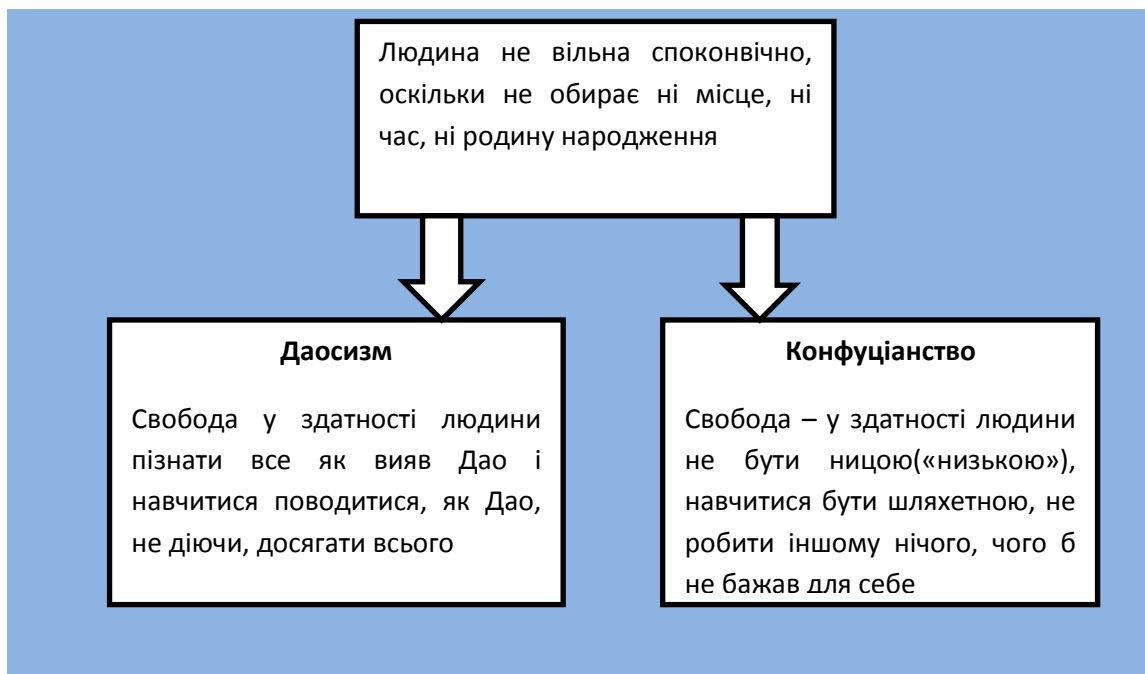 Людина не вільна споконвічно,
оскільки не обирає ні місце, ні
час, ні родину народження
Даосизм
Свобода у здатності людини
пізнати все як вияв Дао і
навчитися поводитися, як Дао,
не діючи, досягати всього
Конфуціанство
Свобода – у здатності людини
не бути ницою(«низькою»),
навчитися бути шляхетною, не
робити іншому нічого, чого б
не бажав для себе